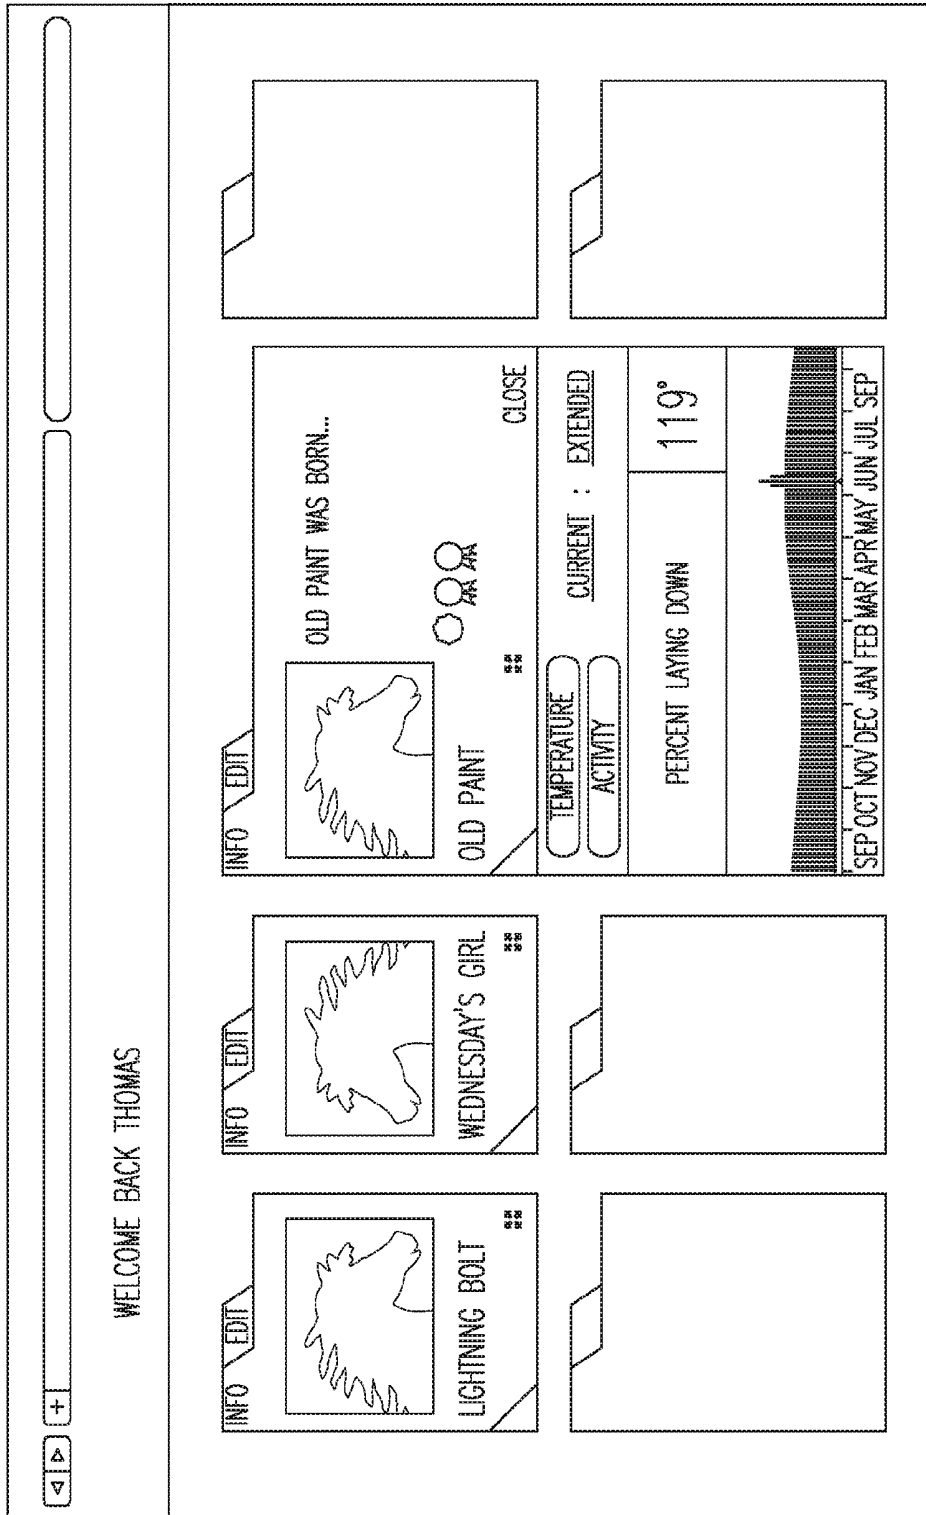 +
WELCOME BACK THOMAS
INFO EDIT
LIGHTNING BOLT
INFO EDIT
WEDNESDAY'S GIRL
INFO EDIT
OLD PAINT WAS BORN...
OLD PAINT
CLOSE
TEMPERATURE
ACTIVITY
CURRENT : EXTENDED
PERCENT LAYING DOWN
119°
SEP OCT NOV DEC JAN FEB MAR APR MAY JUN JUL SEP